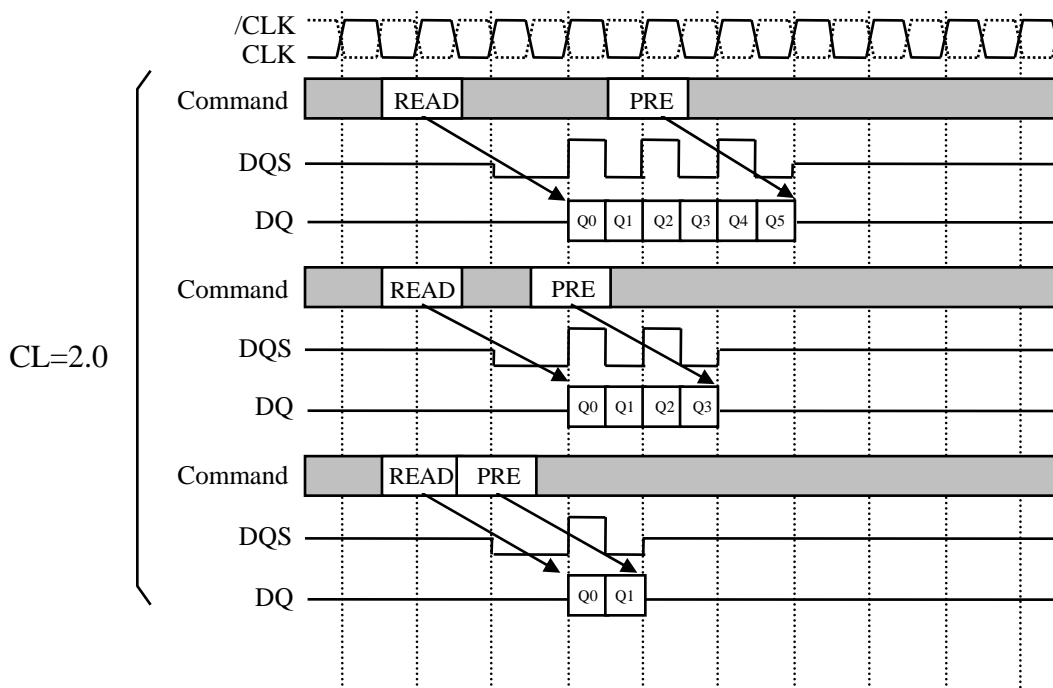 /CLK
CLK
Command READ PRE
DQS
DQ Q0 Q1 Q2 Q3 Q4 Q5
Command READ PRE
CL=2.0
DQS
DQ Q0 Q1 Q2 Q3
Command READ PRE
DQS
DQ Q0 Q1